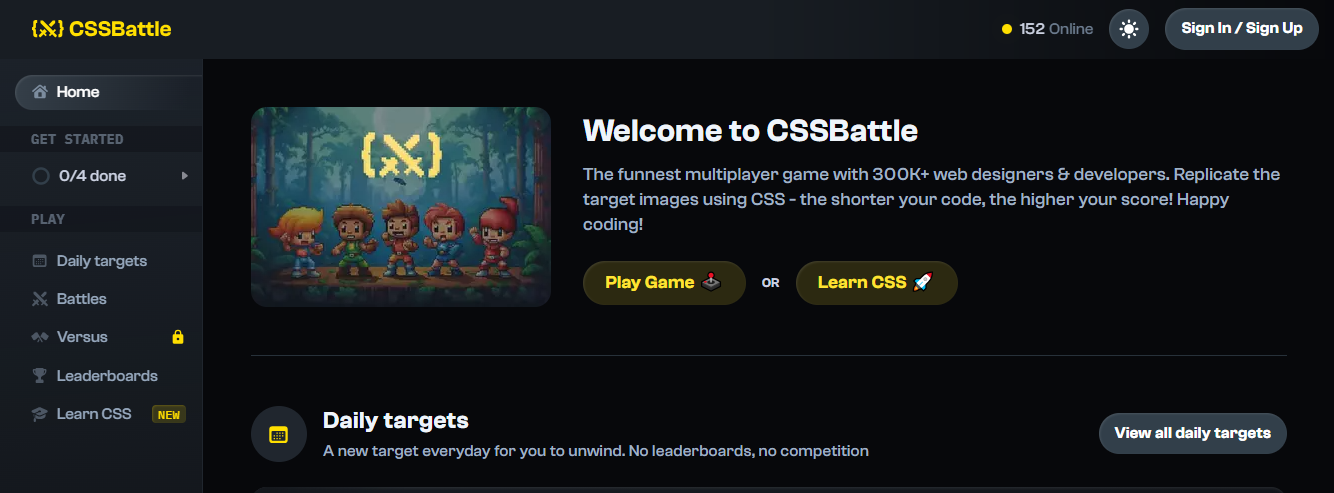 CSSBattle
152 Online
Sign In / Sign Up
Home
GET STARTED
0/4 done
PLAY
Daily targets
Battles
Versus
Leaderboards
Learn CSS NEW
Welcome to CSSBattle
The funnest multiplayer game with 300K+ web designers & developers. Replicate the
target images using CSS - the shorter your code, the higher your score! Happy
coding!
Play Game OR Learn CSS
Daily targets
A new target everyday for you to unwind. No leaderboards, no competition
View all daily targets